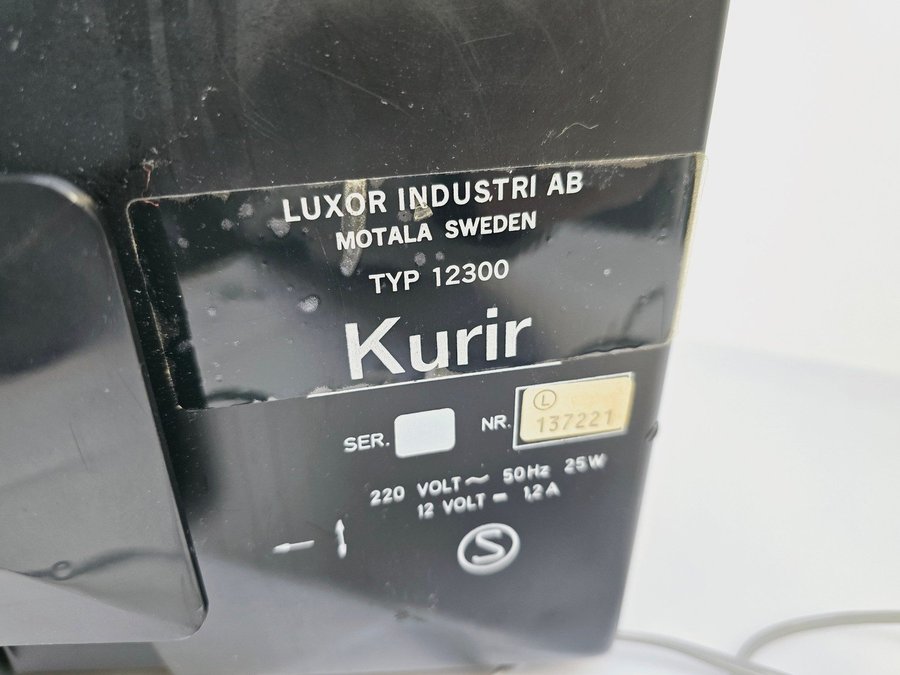 LUXOR INDUSTRI AB
MOTALA SWEDEN
TYP 12300
Kurir
SER. NR. Ⓛ 137221
220 VOLT ~ 50Hz 25W
12 VOLT = 1,2 A
Ⓢ